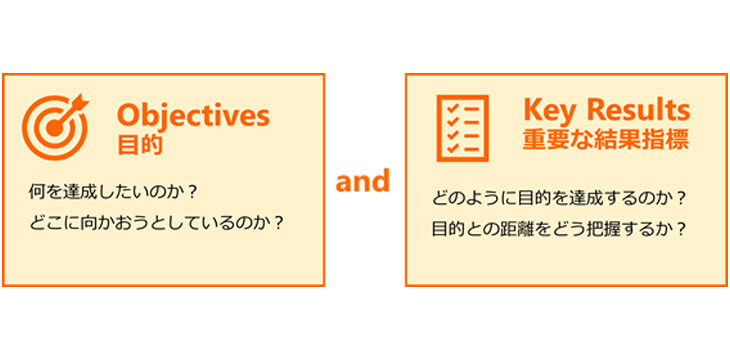 Objectives
目的
何を達成したいのか？
どこに向かおうとしているのか？
and
Key Results
重要な結果指標
どのように目的を達成するのか？
目的との距離をどう把握するか？